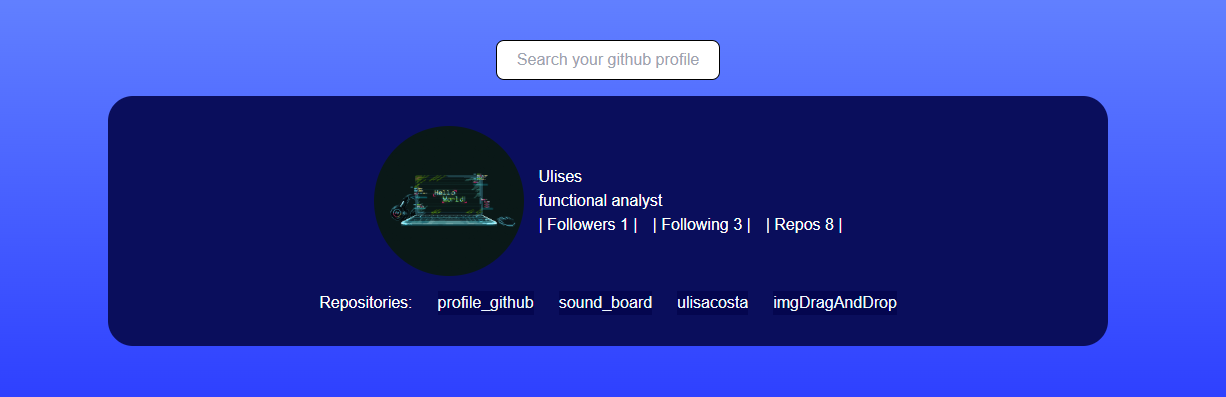 Search your github profile
Hello
World!
Ulises
functional analyst
| Followers 1 | | Following 3 | | Repos 8 |
Repositories: profile_github sound_board ulisacosta imgDragAndDrop